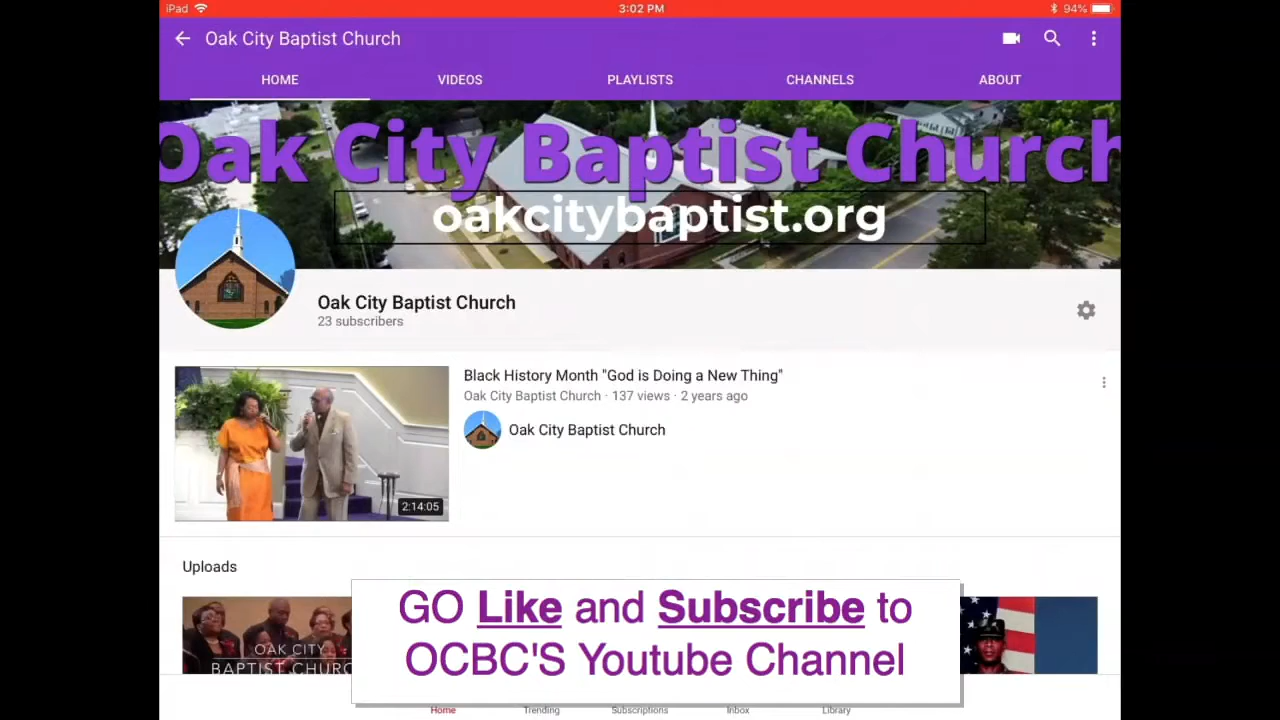 iPad 3:02 PM 94%
Oak City Baptist Church
HOME VIDEOS PLAYLISTS CHANNELS ABOUT
Oak City Baptist Church
oakcitybaptist.org
Oak City Baptist Church
23 subscribers
Black History Month "God is Doing a New Thing"
Oak City Baptist Church · 137 views · 2 years ago
Oak City Baptist Church
2:14:05
Uploads
OAK CITY
BAPTIST CHURC
GO Like and Subscribe to
OCBC'S Youtube Channel
Home Trending Subscriptions Inbox Library